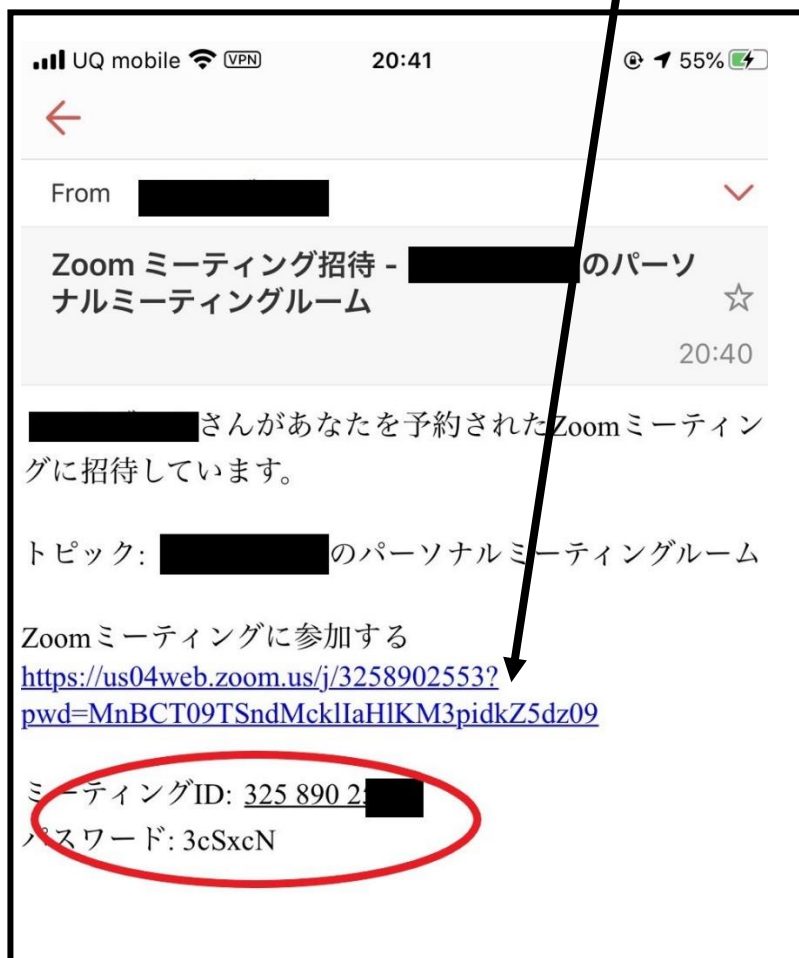 UQ mobile VPN 20:41 55%
From
Zoom ミーティング招待 - のパーソ
ナルミーティングルーム
20:40
さんがあなたを予約されたZoomミーティン
グに招待しています。
トピック: のパーソナルミーティングルーム
Zoomミーティングに参加する
https://us04web.zoom.us/j/3258902553?
pwd=MnBCT09TSndMcklIaHlKM3pidkZ5dz09
ミーティングID: 325 890 2
パスワード: 3cSxcN